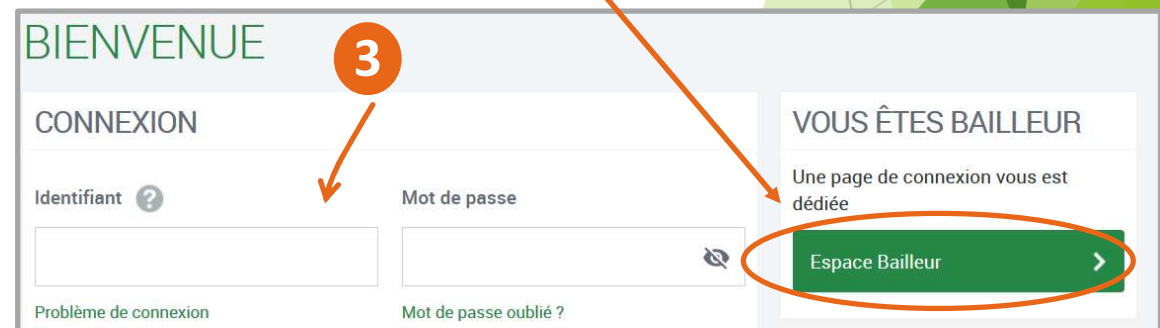 BIENVENUE
3
CONNEXION
Identifiant ?
Mot de passe
Problème de connexion
Mot de passe oublié ?
VOUS ÊTES BAILLEUR
Une page de connexion vous est
dédiée
Espace Bailleur